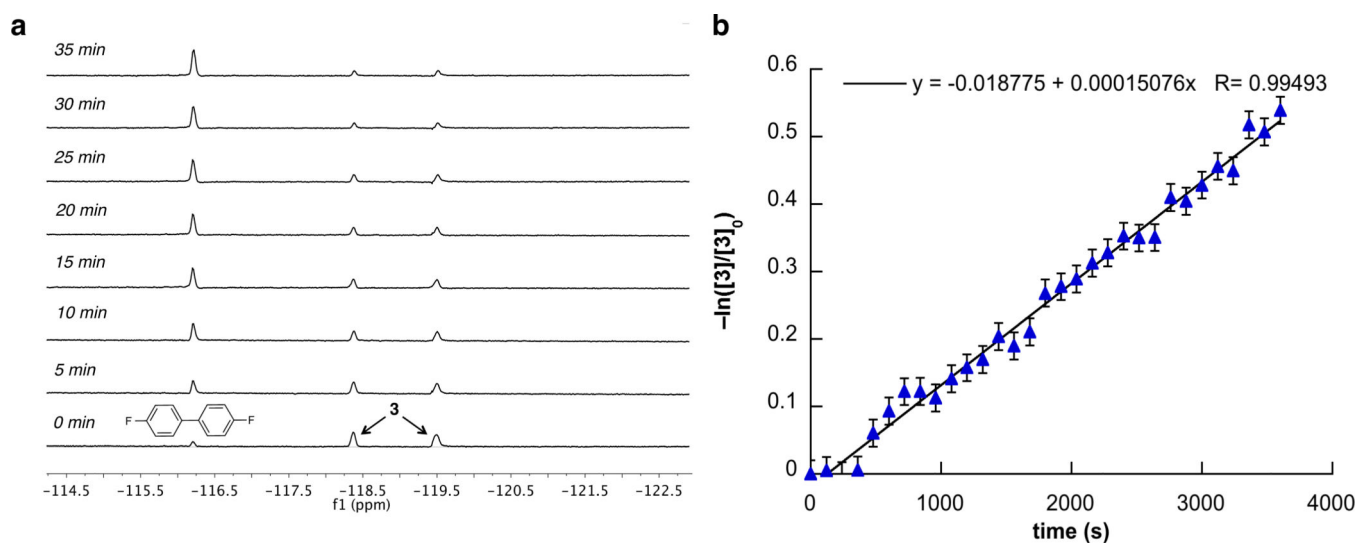 a
35 min
30 min
25 min
20 min
15 min
10 min
5 min
0 min
F
F
3
−114.5 −115.5 −116.5 −117.5 −118.5 −119.5 −120.5 −121.5 −122.5
f1 (ppm)
b
y = -0.018775 + 0.00015076x R= 0.99493
0.6
0.5
0.4
0.3
0.2
0.1
0
−ln([3]/[3]0)
0 1000 2000 3000 4000
time (s)